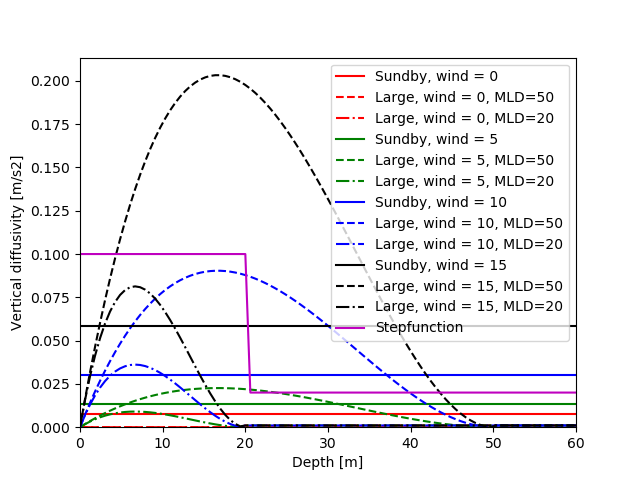 0.200
0.175
0.150
0.125
0.100
0.075
0.050
0.025
0.000
Vertical diffusivity [m/s2]
0
10
20
30
40
50
60
Depth [m]
Sundby, wind = 0
Large, wind = 0, MLD=50
Large, wind = 0, MLD=20
Sundby, wind = 5
Large, wind = 5, MLD=50
Large, wind = 5, MLD=20
Sundby, wind = 10
Large, wind = 10, MLD=50
Large, wind = 10, MLD=20
Sundby, wind = 15
Large, wind = 15, MLD=50
Large, wind = 15, MLD=20
Stepfunction